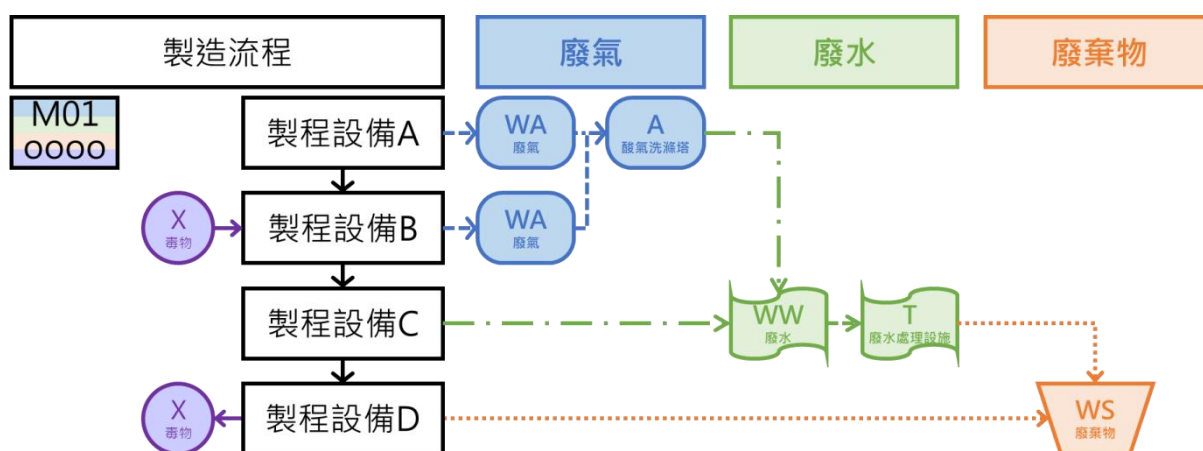 製造流程
廢氣
廢水
廢棄物
M01
oooo
製程設備A
WA
廢氣
A
酸氣洗滌塔
X
毒物
製程設備B
WA
廢氣
製程設備C
WW
廢水
T
廢水處理設施
X
毒物
製程設備D
WS
廢棄物